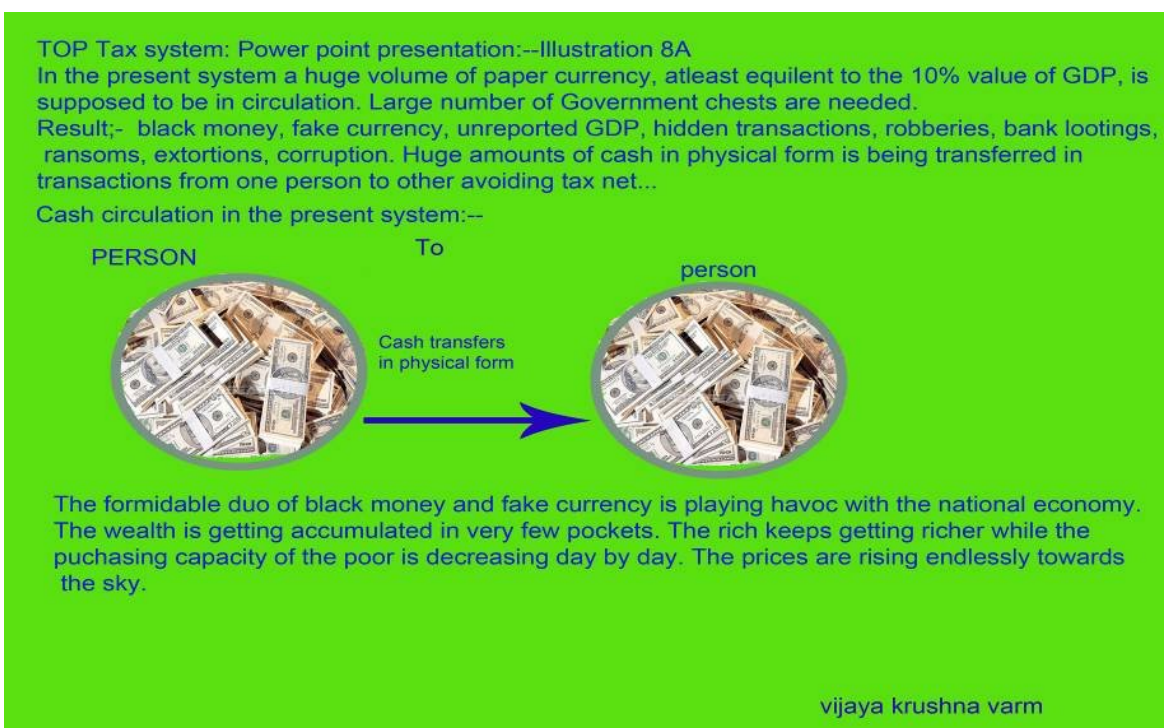 TOP Tax system: Power point presentation:--Illustration 8A
In the present system a huge volume of paper currency, atleast equilent to the 10% value of GDP, is
supposed to be in circulation. Large number of Government chests are needed.
Result;- black money, fake currency, unreported GDP, hidden transactions, robberies, bank lootings,
ransoms, extortions, corruption. Huge amounts of cash in physical form is being transferred in
transactions from one person to other avoiding tax net...
Cash circulation in the present system:--
PERSON
To
person
Cash transfers
in physical form
The formidable duo of black money and fake currency is playing havoc with the national economy.
The wealth is getting accumulated in very few pockets. The rich keeps getting richer while the
puchasing capacity of the poor is decreasing day by day. The prices are rising endlessly towards
the sky.
vijaya krushna varm